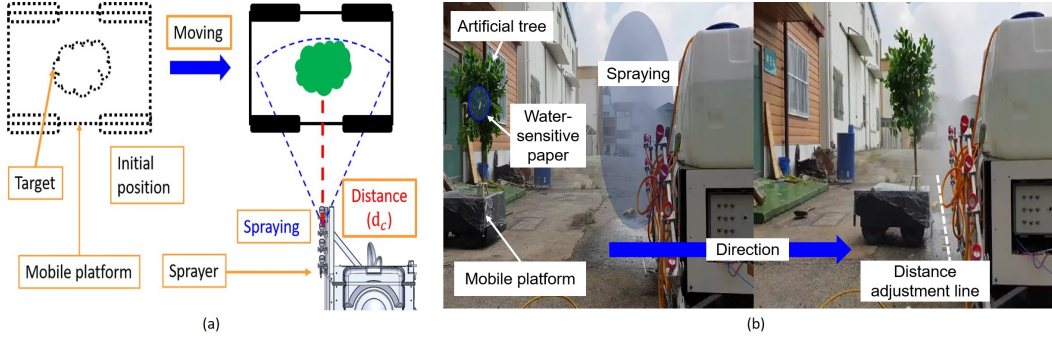 Moving
Target
Initial
position
Mobile platform
Spraying
Sprayer
Distance
(d_c)
(a)
Artificial tree
Spraying
Water-
sensitive
paper
Mobile platform
Direction
Distance
adjustment line
(b)